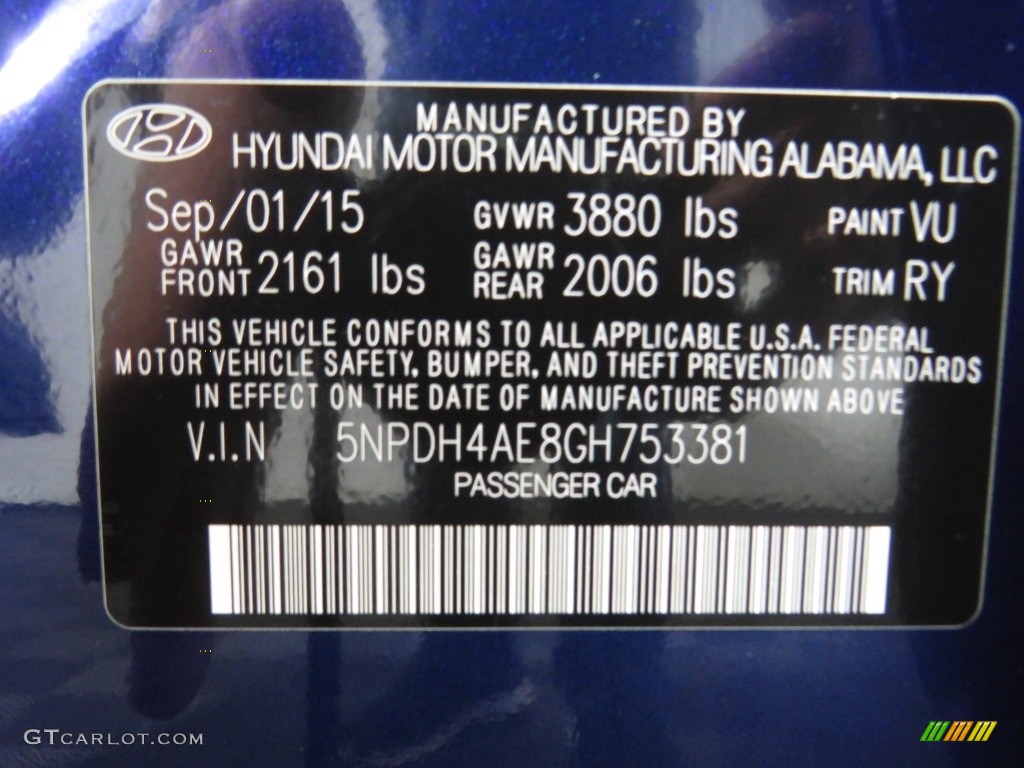 MANUFACTURED BY
HYUNDAI MOTOR MANUFACTURING ALABAMA, LLC
Sep/01/15 GVWR 3880 lbs PAINT VU
GAWR FRONT 2161 lbs GAWR REAR 2006 lbs TRIM RY
THIS VEHICLE CONFORMS TO ALL APPLICABLE U.S.A. FEDERAL
MOTOR VEHICLE SAFETY, BUMPER, AND THEFT PREVENTION STANDARDS
IN EFFECT ON THE DATE OF MANUFACTURE SHOWN ABOVE
V.I.N 5NPDH4AE8GH753381
PASSENGER CAR
GTCARLOT.COM